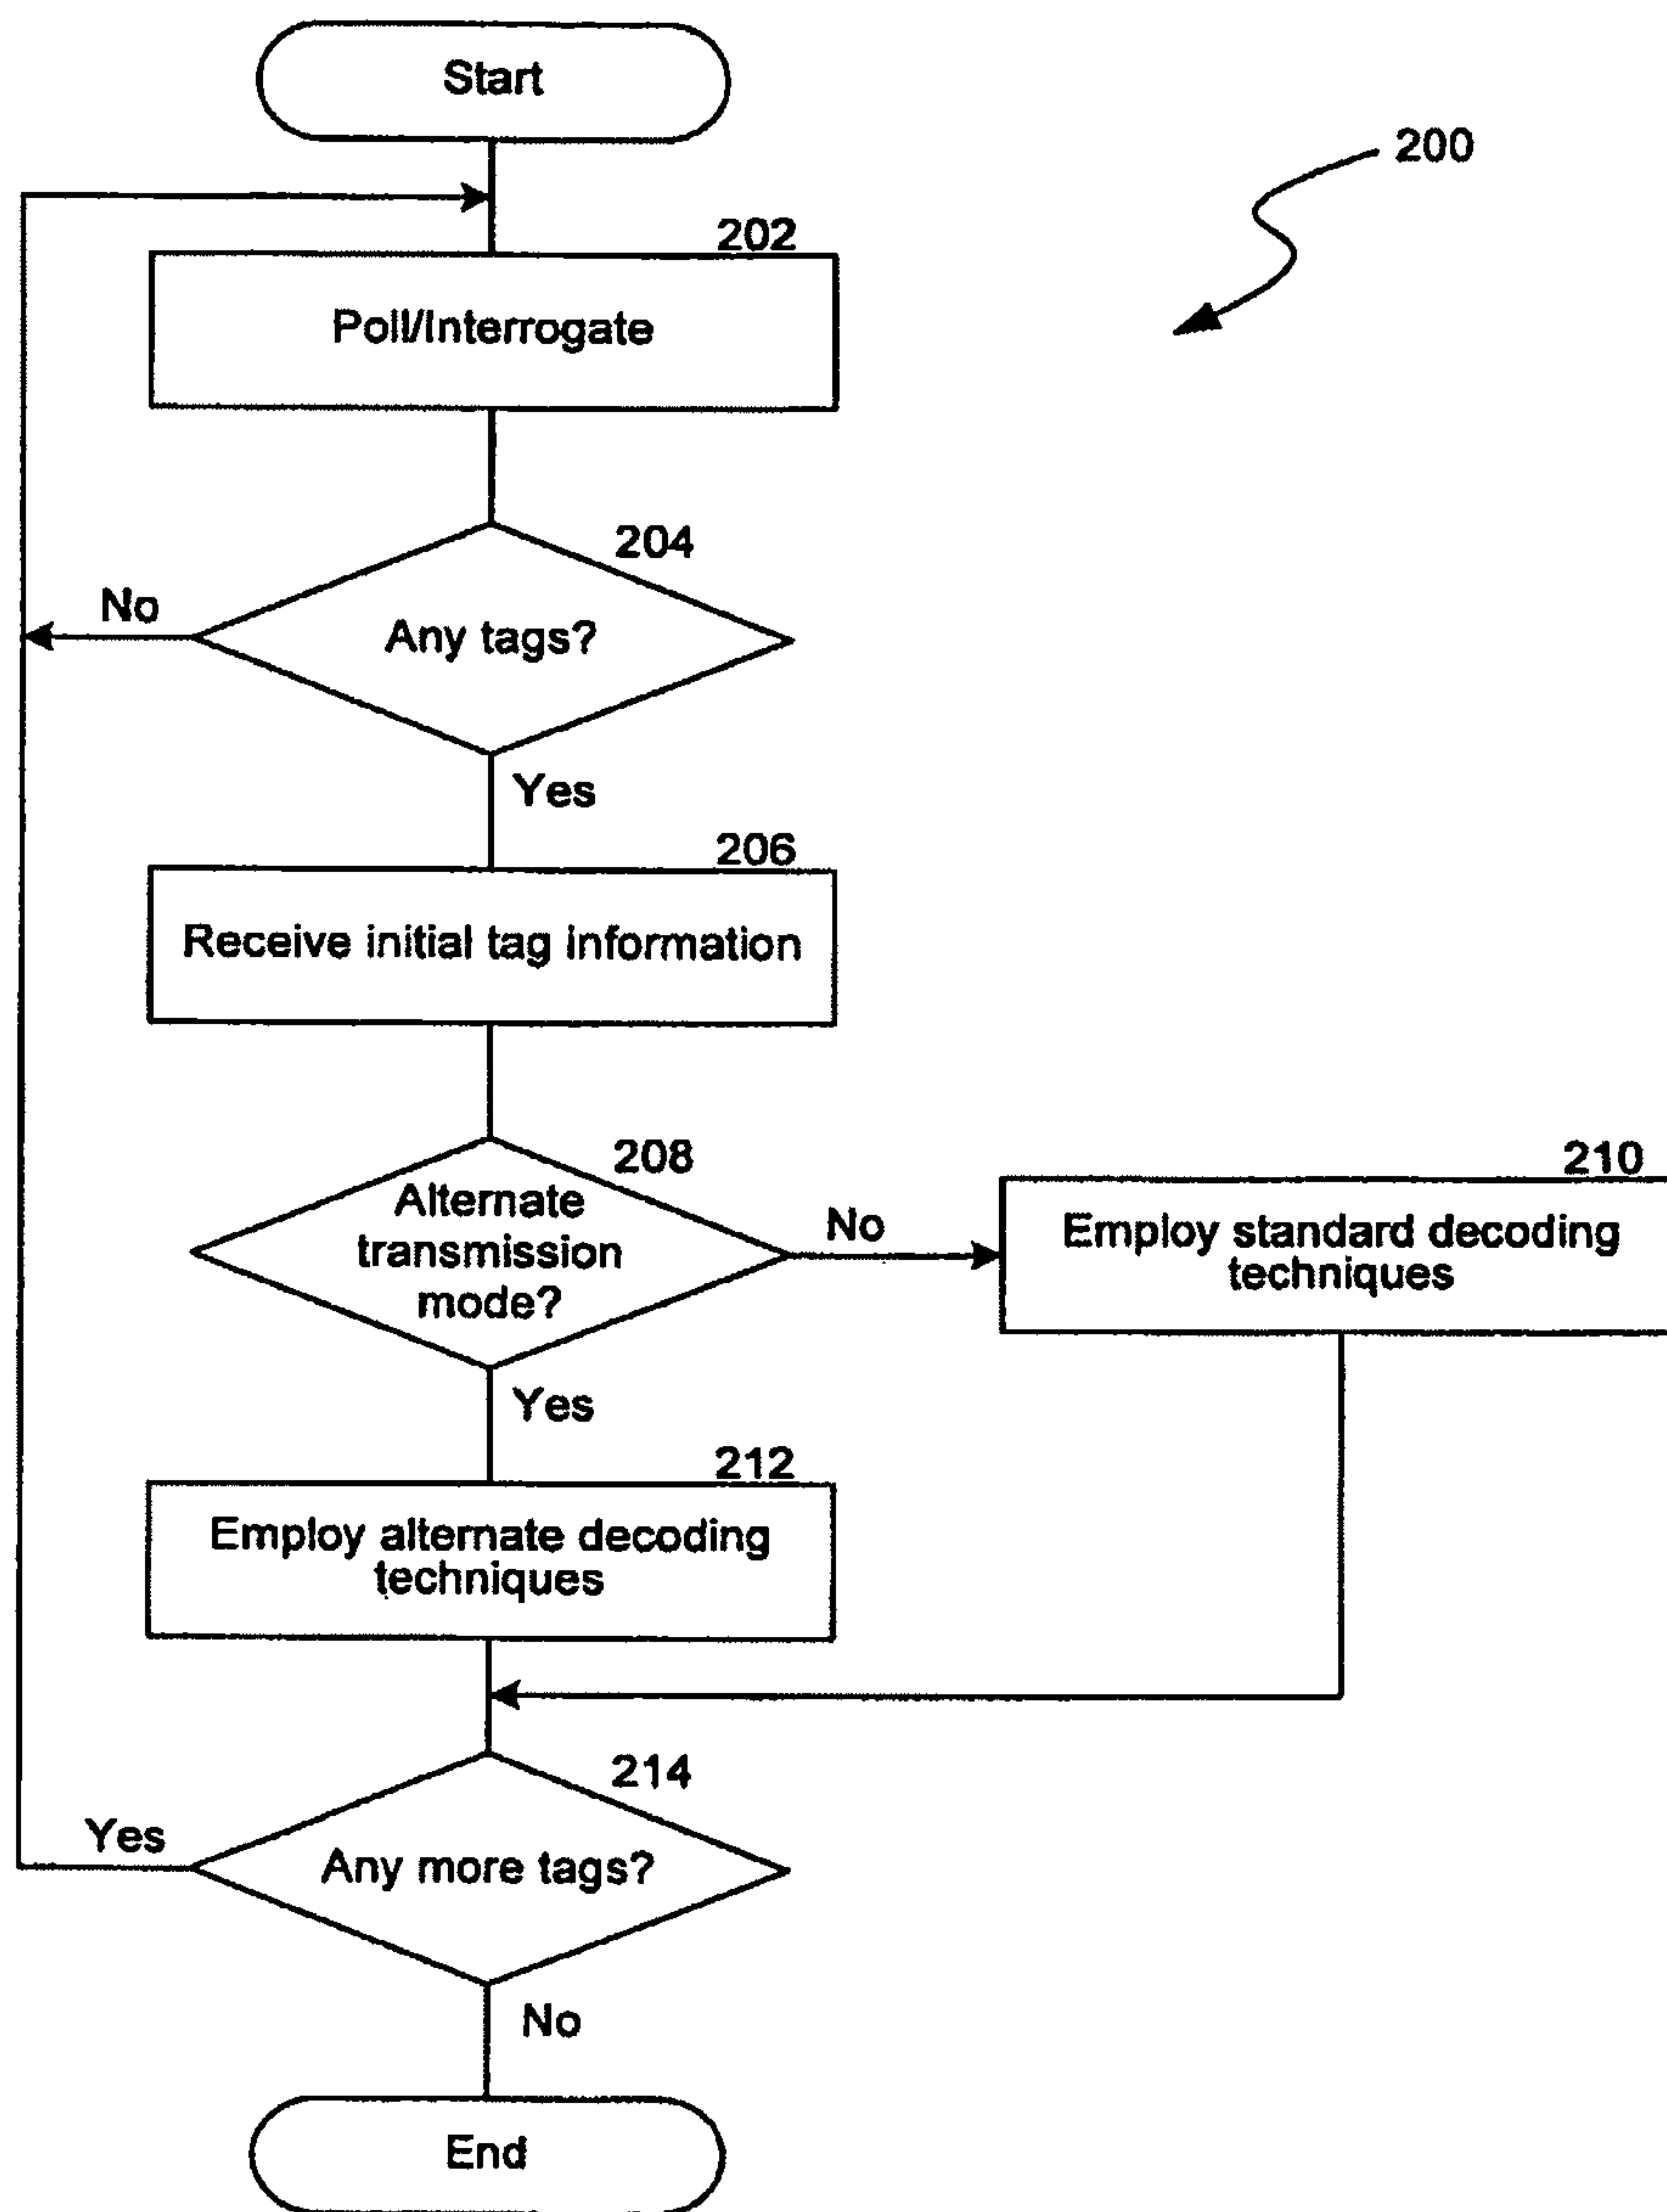 Start
200
202
Poll/Interrogate
204
No
Any tags?
Yes
206
Receive initial tag information
208
Alternate
transmission
mode?
No
210
Employ standard decoding
techniques
Yes
212
Employ alternate decoding
techniques
214
Yes
Any more tags?
No
End